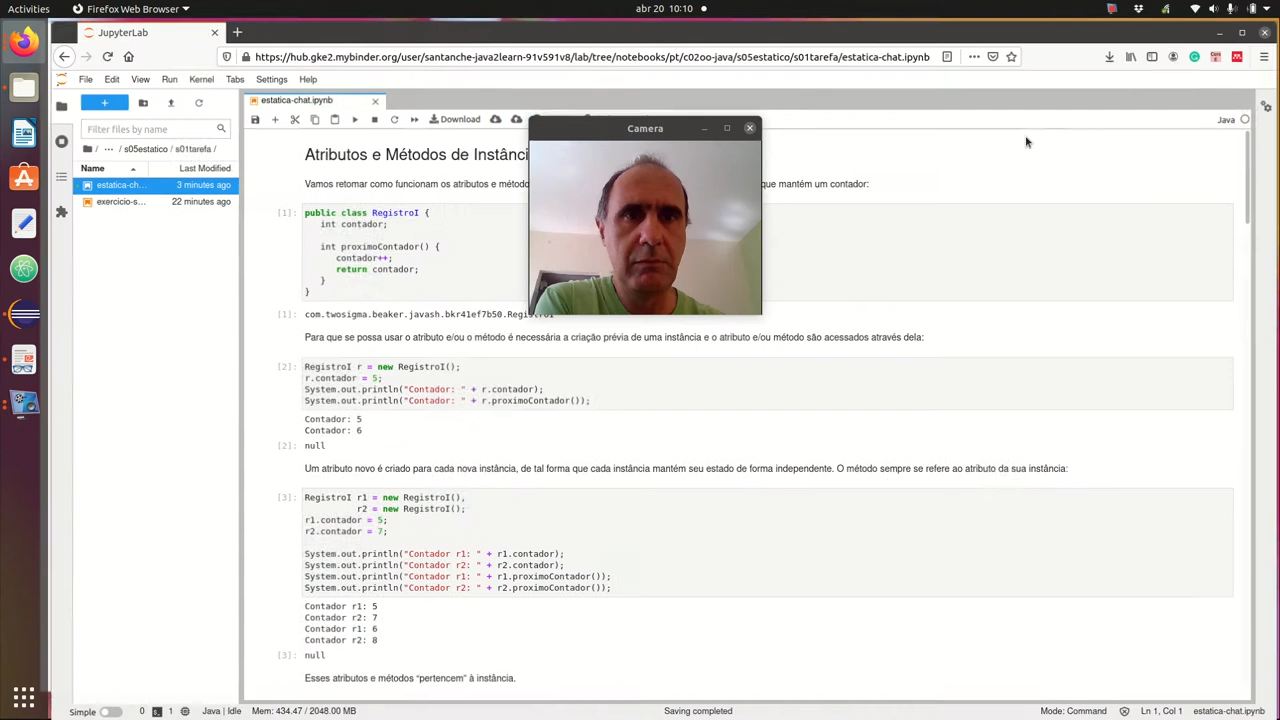 Activities
Firefox Web Browser
abr 20 10:10
JupyterLab
https://hub.gke2.mybinder.org/user/santanche-java2learn-91v591v8/lab/tree/notebooks/pt/c02oo-java/s05estatico/s01tarefa/estatica-chat.ipynb
File Edit View Run Kernel Tabs Settings Help
estatica-chat.ipynb
Filter files by name
Download
Java
/ ··· / s05estatico / s01tarefa /
Name Last Modified
estatica-ch... 3 minutes ago
exercicio-s... 22 minutes ago
Camera
Atributos e Métodos de Instânci
Vamos retomar como funcionam os atributos e método
que mantém um contador:
[1]: public class RegistroI {
int contador;
int proximoContador() {
contador++;
return contador;
}
}
[1]: com.twosigma.beaker.javash.bkr41ef7b50.RegistroI
Para que se possa usar o atributo e/ou o método é necessária a criação prévia de uma instância e o atributo e/ou método são acessados através dela:
[2]: RegistroI r = new RegistroI();
r.contador = 5;
System.out.println("Contador: " + r.contador);
System.out.println("Contador: " + r.proximoContador());
Contador: 5
Contador: 6
[2]: null
Um atributo novo é criado para cada nova instância, de tal forma que cada instância mantém seu estado de forma independente. O método sempre se refere ao atributo da sua instância:
[3]: RegistroI r1 = new RegistroI(),
r2 = new RegistroI();
r1.contador = 5;
r2.contador = 7;
System.out.println("Contador r1: " + r1.contador);
System.out.println("Contador r2: " + r2.contador);
System.out.println("Contador r1: " + r1.proximoContador());
System.out.println("Contador r2: " + r2.proximoContador());
Contador r1: 5
Contador r2: 7
Contador r1: 6
Contador r2: 8
[3]: null
Esses atributos e métodos “pertencem” à instância.
Simple 0 1 Java | Idle Mem: 434.47 / 2048.00 MB Saving completed Mode: Command Ln 1, Col 1 estatica-chat.ipynb